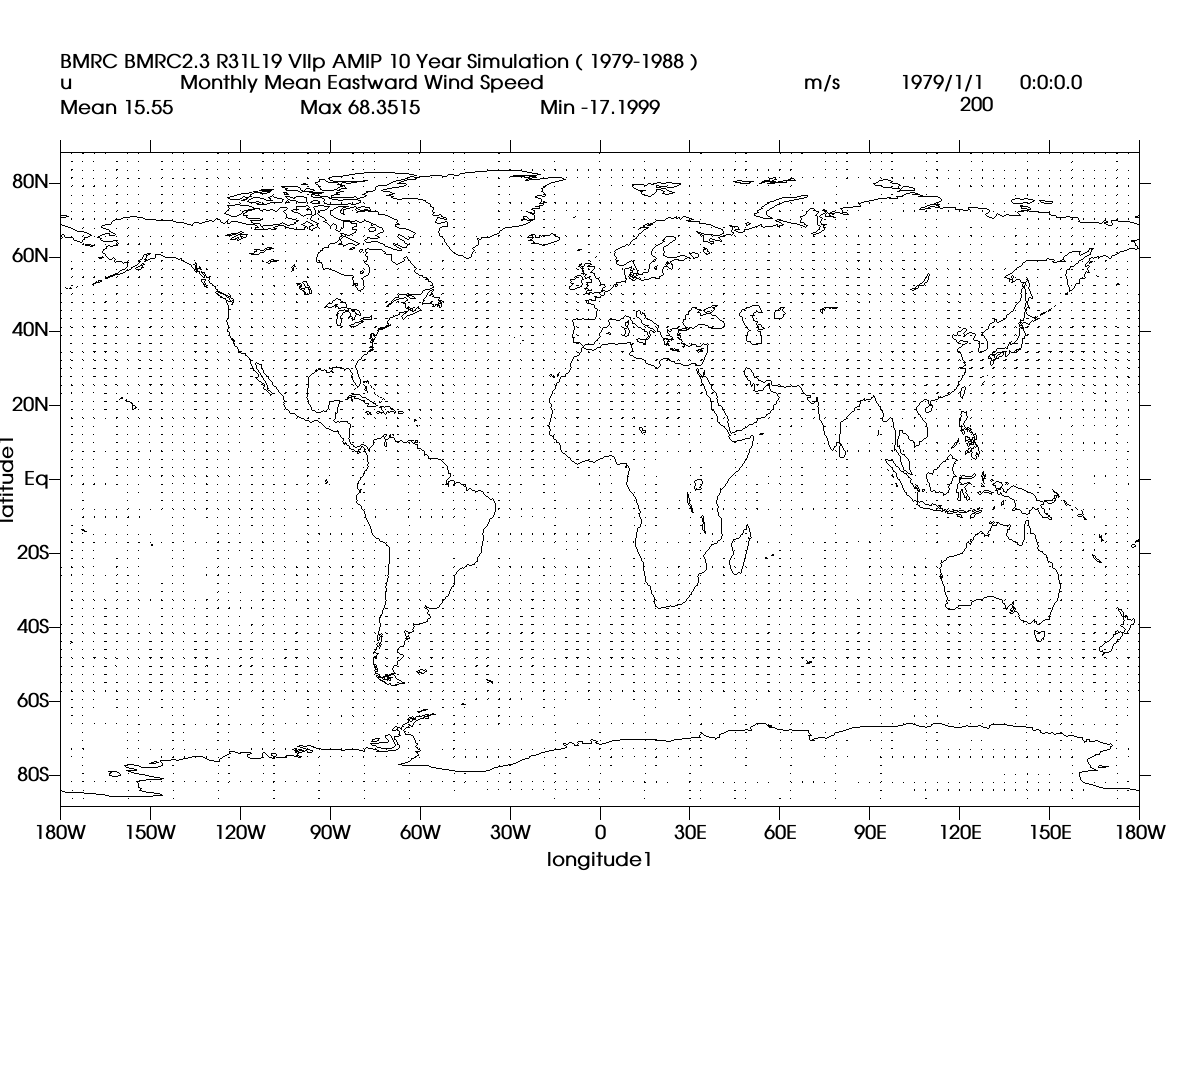 BMRC BMRC2.3 R31L19 VIIp AMIP 10 Year Simulation ( 1979-1988 )
u Monthly Mean Eastward Wind Speed m/s 1979/1/1 0:0:0.0
Mean 15.55 Max 68.3515 Min -17.1999 200
80N
60N
40N
20N
Eq
20S
40S
60S
80S
latitude1
180W 150W 120W 90W 60W 30W 0 30E 60E 90E 120E 150E 180W
longitude1